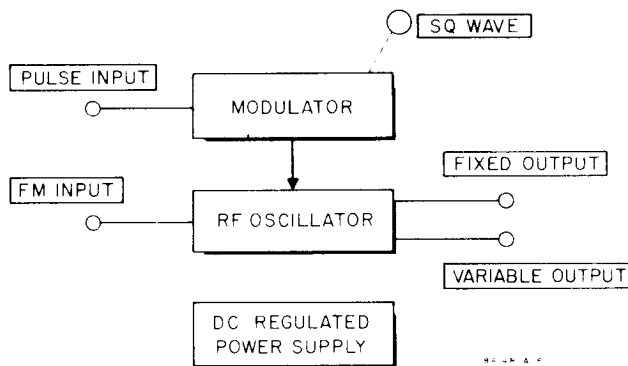 SQ WAVE
PULSE INPUT
MODULATOR
FIXED OUTPUT
FM INPUT
RF OSCILLATOR
VARIABLE OUTPUT
DC REGULATED
POWER SUPPLY